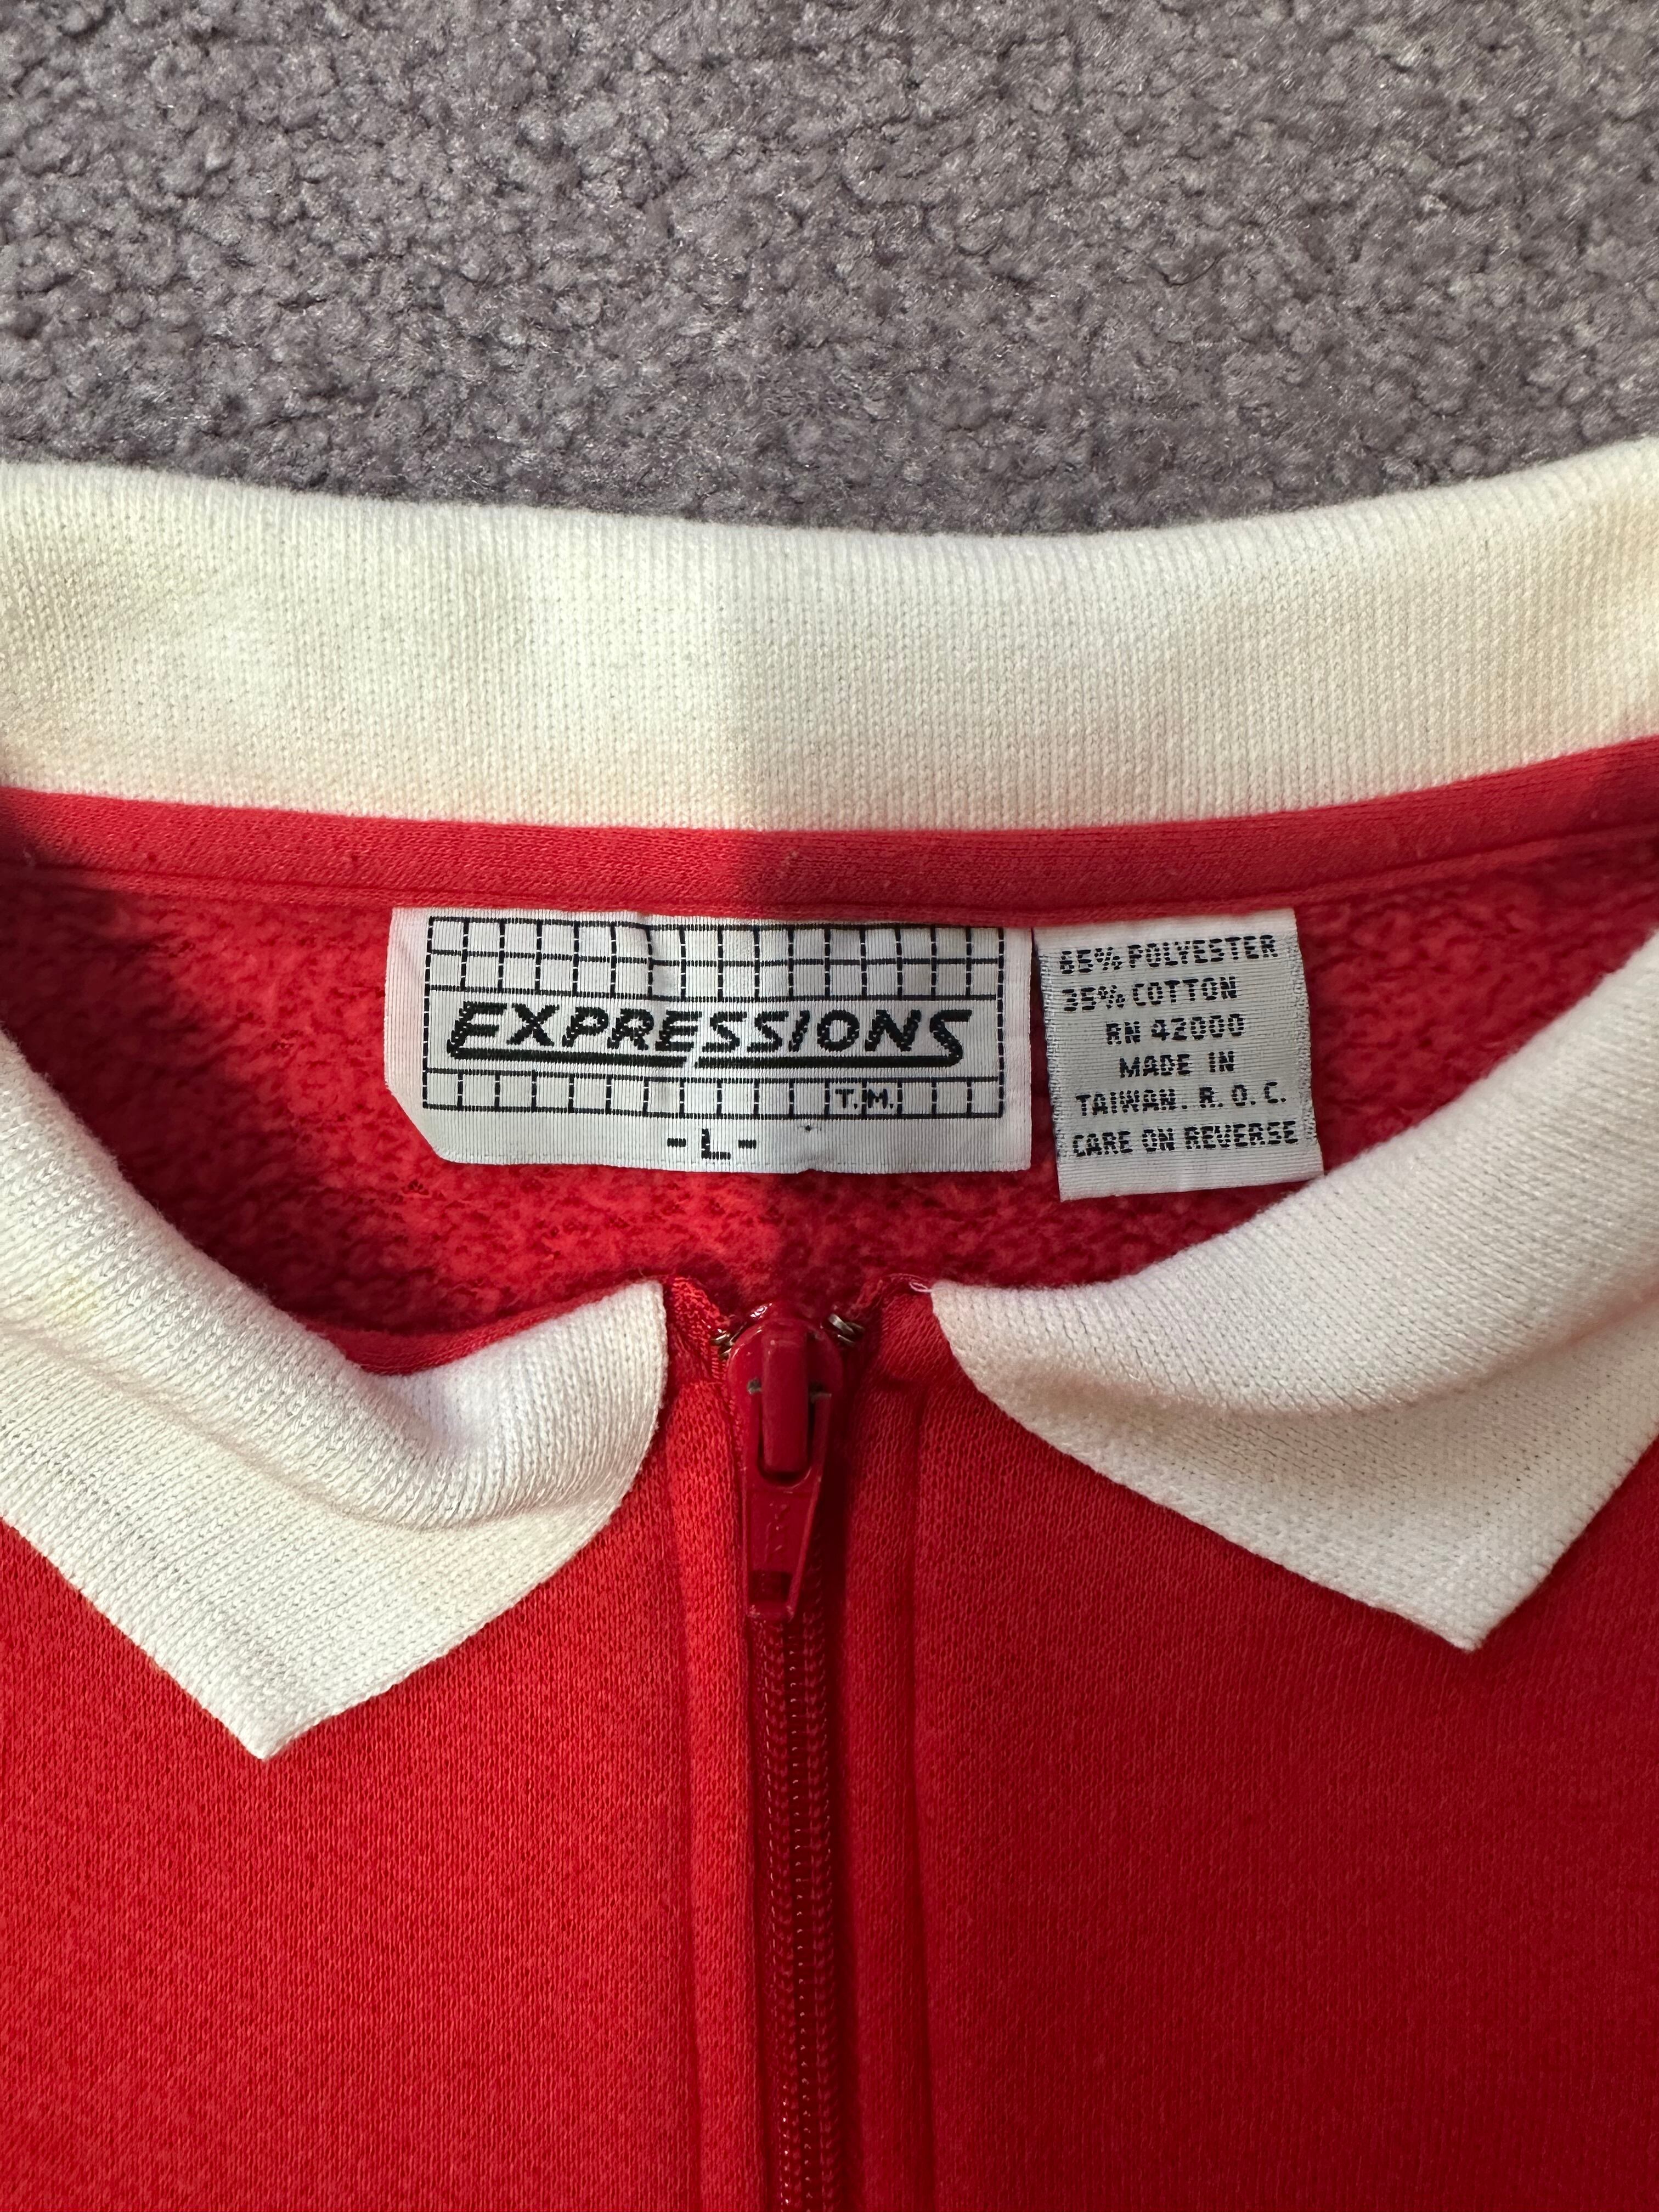 EXPRESSIONS
T.M.
-L-
65% POLYESTER
35% COTTON
RN 42000
MADE IN
TAIWAN. R. O. C.
CARE ON REVERSE